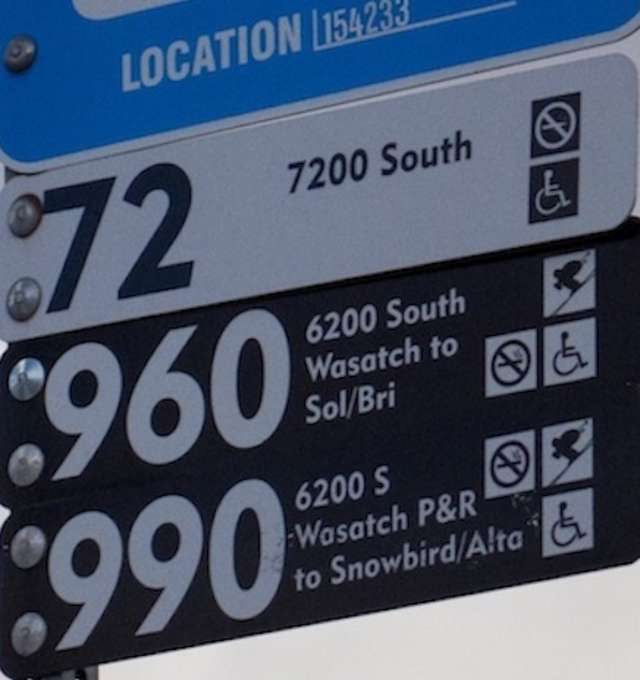 LOCATION 154233
72 7200 South
960 6200 South
Wasatch to
Sol/Bri
990 6200 S
Wasatch P&R
to Snowbird/Alta